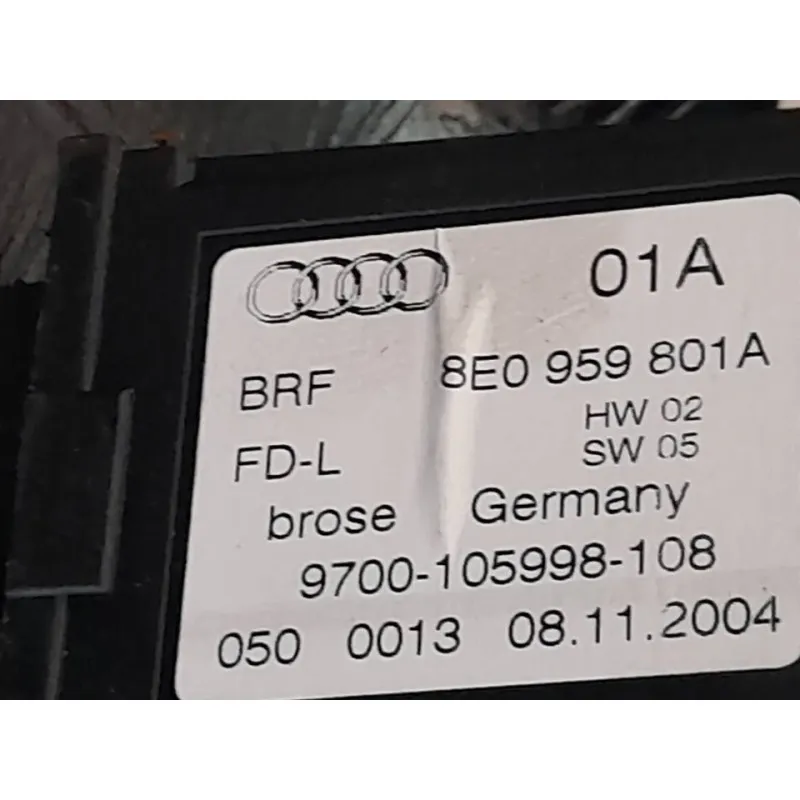 01A
BRF 8E0 959 801A
HW 02
FD-L SW 05
brose Germany
9700-105998-108
050 0013 08.11.2004